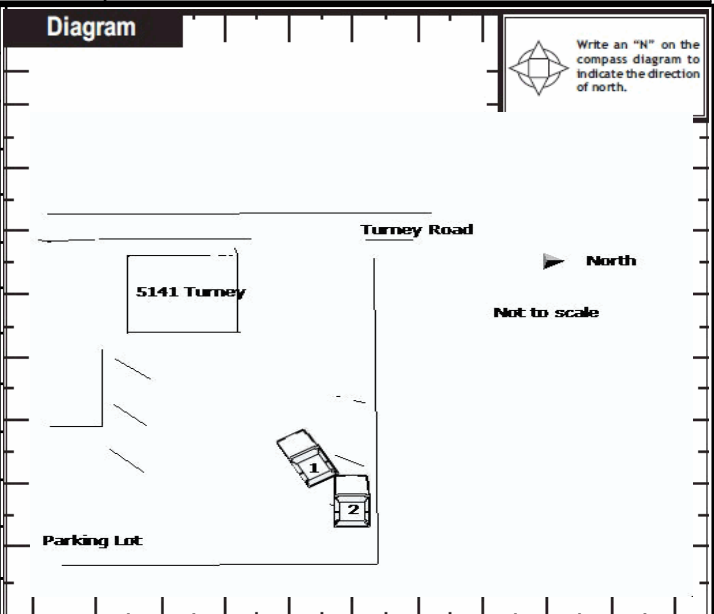 Diagram
Write an “N” on the
compass diagram to
indicate the direction
of north.
Turney Road
North
5141 Turney
Not to scale
1
2
Parking Lot